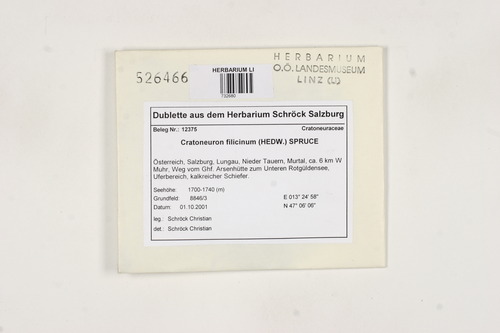 526466
HERBARIUM LI
702680
HERBARIUM
O.Ö. LANDESMUSEUM
LINZ (LI)
Dublette aus dem Herbarium Schröck Salzburg
Beleg Nr.: 12375 Cratoneuraceae
Cratoneuron filicinum (HEDW.) SPRUCE
Österreich, Salzburg, Lungau, Nieder Tauern, Murtal, ca. 6 km W
Muhr, Weg vom Ghf. Arsenhütte zum Unteren Rotgüldensee,
Uferbereich, kalkreicher Schiefer.
Seehöhe: 1700-1740 (m) E 013° 24' 58"
Grundfeld: 8846/3 N 47° 06' 06"
Datum: 01.10.2001
leg.: Schröck Christian
det.: Schröck Christian